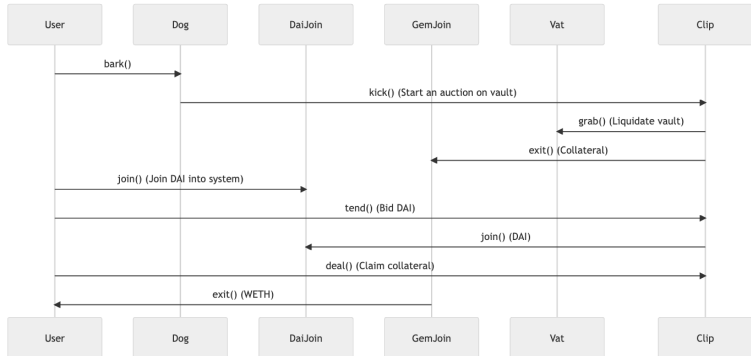 User Dog DaiJoin GemJoin Vat Clip
bark()
kick() (Start an auction on vault)
grab() (Liquidate vault)
exit() (Collateral)
join() (Join DAI into system)
tend() (Bid DAI)
join() (DAI)
deal() (Claim collateral)
exit() (WETH)
User Dog DaiJoin GemJoin Vat Clip